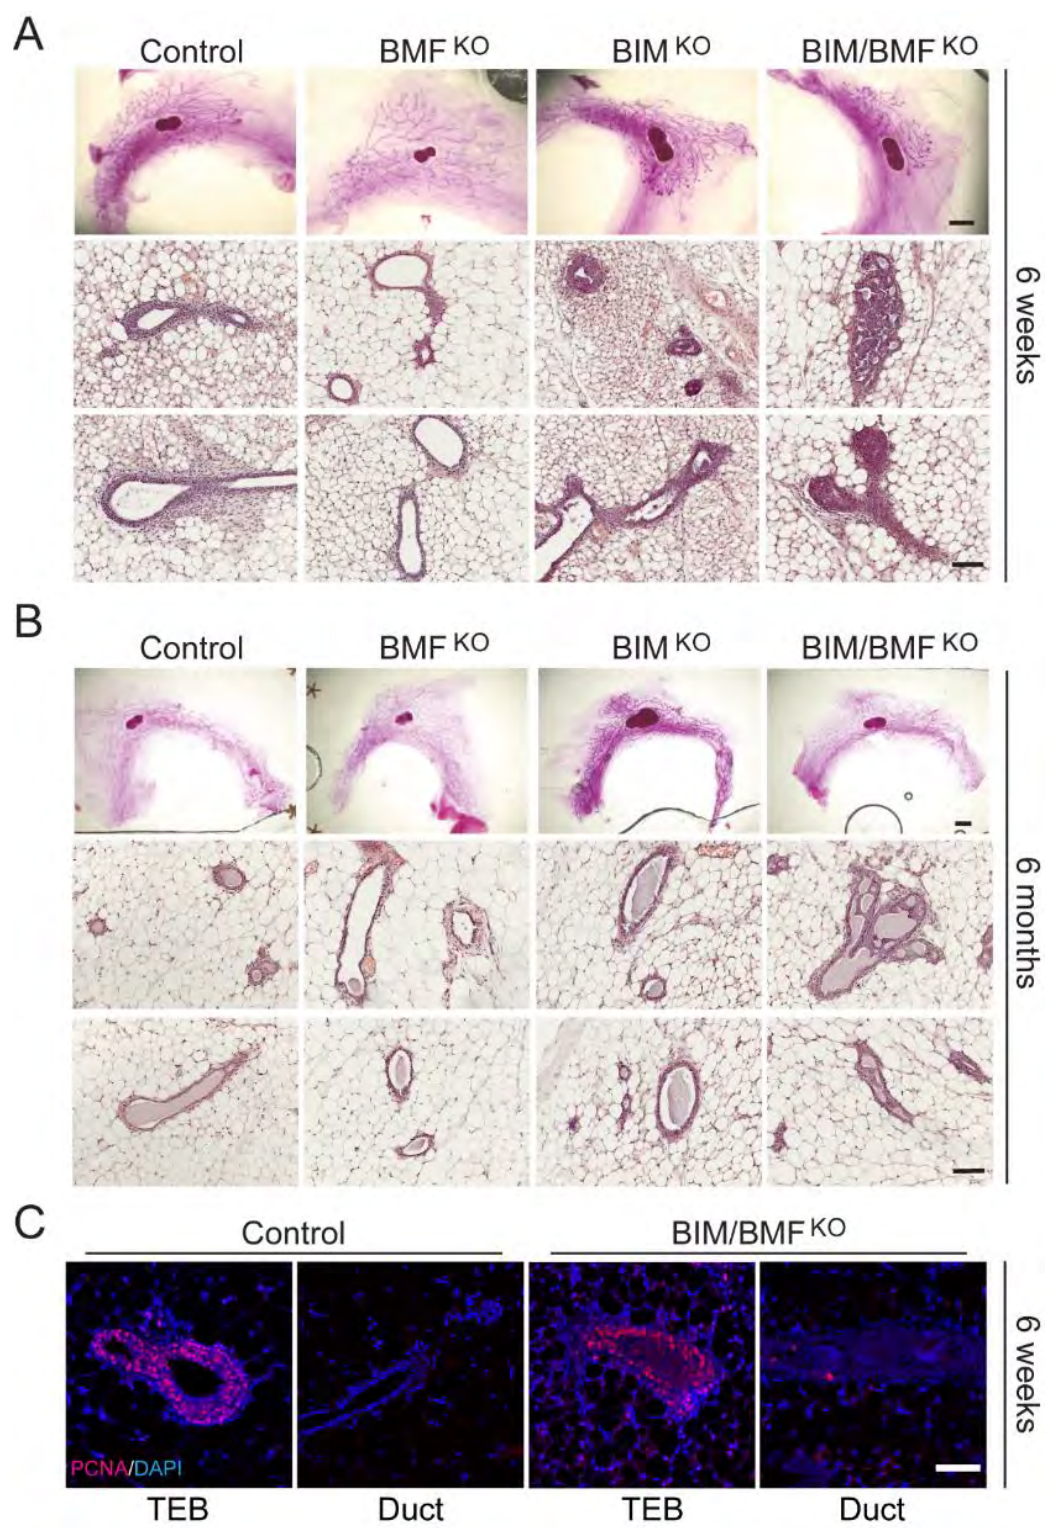 A
Control BMF KO BIM KO BIM/BMF KO
6 weeks
B
Control BMF KO BIM KO BIM/BMF KO
6 months
C
Control BIM/BMF KO
6 weeks
PCNA/DAPI
TEB Duct TEB Duct